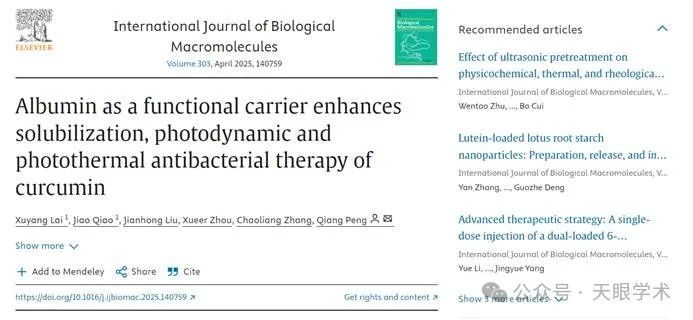 ELSEVIER
International Journal of Biological
Macromolecules
Volume 303, April 2025, 140759
Albumin as a functional carrier enhances
solubilization, photodynamic and
photothermal antibacterial therapy of
curcumin
Xuyang Lai 1, Jiao Qiao 1, Jianhong Liu, Xueer Zhou, Chaoliang Zhang, Qiang Peng
Show more
Add to Mendeley Share Cite
https://doi.org/10.1016/j.ijbiomac.2025.140759 Get rights and content
Recommended articles
Effect of ultrasonic pretreatment on
physicochemical, thermal, and rheologica…
International Journal of Biological Macromolecules, V…
Wentao Zhu, …, Bo Cui
Lutein-loaded lotus root starch
nanoparticles: Preparation, release, and in…
International Journal of Biological Macromolecules, V…
Yan Zhang, …, Guozhe Deng
Advanced therapeutic strategy: A single-
dose injection of a dual-loaded 6-…
International Journal of Biological Macromolecules, V…
Yue Li, …, Jingyue Yang
Show 3 more articles
公众号 · 天眼学术